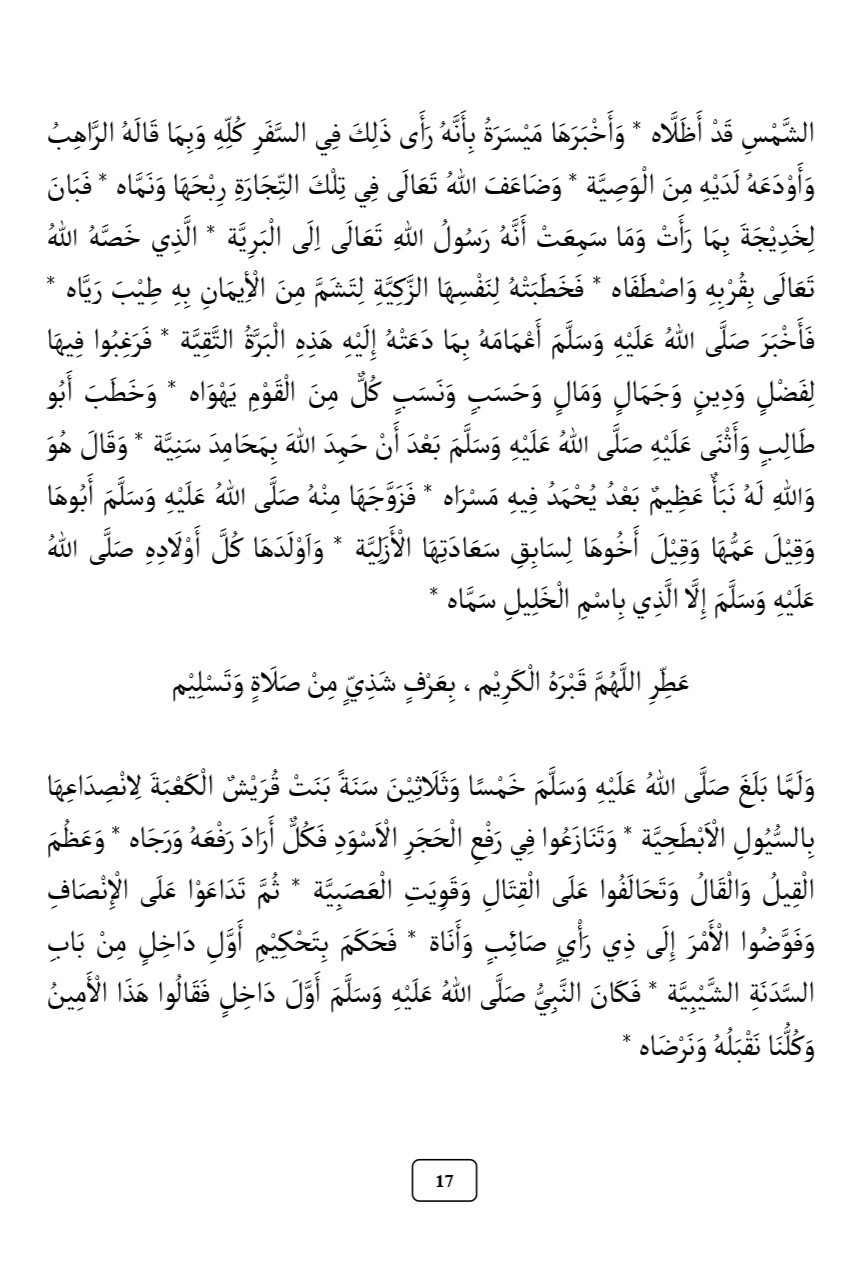 الشَّمْسِ قَدْ أَظَلَّاه * وَأَخْبَرَهَا مَيْسَرَةُ بِأَنَّهُ رَأَى ذَلِكَ فِي السَّفَرِ كُلِّهِ وَبِمَا قَالَهُ الرَّاهِبُ
وَأَوْدَعَهُ لَدَيْهِ مِنَ الْوَصِيَّة * وَضَاعَفَ اللهُ تَعَالَى فِي تِلْكَ التِّجَارَةِ رِبْحَهَا وَنَمَّاه * فَبَانَ
لِخَدِيْجَةَ بِمَا رَأَتْ وَمَا سَمِعَتْ أَنَّهُ رَسُولُ اللهِ تَعَالَى اِلَى الْبَرِيَّة * الَّذِي خَصَّهُ اللهُ
تَعَالَى بِقُرْبِهِ وَاصْطَفَاه * فَخَطَبَتْهُ لِنَفْسِهَا الزَّكِيَّةِ لِتَشَمَّ مِنَ الْأِيمَانِ بِهِ طِيْبَ رَيَّاه *
فَأَخْبَرَ صَلَّى اللهُ عَلَيْهِ وَسَلَّمَ أَعْمَامَهُ بِمَا دَعَتْهُ إِلَيْهِ هَذِهِ الْبَرَّةُ التَّقِيَّة * فَرَغِبُوا فِيهَا
لِفَضْلٍ وَدِينٍ وَجَمَالٍ وَمَالٍ وَحَسَبٍ وَنَسَبٍ كُلٌّ مِنَ الْقَوْمِ يَهْوَاه * وَخَطَبَ أَبُو
طَالِبٍ وَأَثْنَى عَلَيْهِ صَلَّى اللهُ عَلَيْهِ وَسَلَّمَ بَعْدَ أَنْ حَمِدَ اللهَ بِمَحَامِدَ سَنِيَّة * وَقَالَ هُوَ
وَاللهِ لَهُ نَبَأٌ عَظِيمٌ بَعْدُ يُحْمَدُ فِيهِ مَسْرَاه * فَزَوَّجَهَا مِنْهُ صَلَّى اللهُ عَلَيْهِ وَسَلَّمَ أَبُوهَا
وَقِيْلَ عَمُّهَا وَقِيْلَ أَخُوهَا لِسَابِقِ سَعَادَتِهَا الْأَزَلِيَّة * وَاَوْلَدَهَا كُلَّ أَوْلَادِهِ صَلَّى اللهُ
عَلَيْهِ وَسَلَّمَ إِلَّا الَّذِي بِاسْمِ الْخَلِيلِ سَمَّاه *
عَطِّرِ اللَّهُمَّ قَبْرَهُ الْكَرِيْم ، بِعَرْفٍ شَذِيٍّ مِنْ صَلَاةٍ وَتَسْلِيْم
وَلَمَّا بَلَغَ صَلَّى اللهُ عَلَيْهِ وَسَلَّمَ خَمْسًا وَثَلَاثِيْنَ سَنَةً بَنَتْ قُرَيْشٌ الْكَعْبَةَ لِانْصِدَاعِهَا
بِالسُّيُولِ الْاَبْطَحِيَّة * وَتَنَازَعُوا فِي رَفْعِ الْحَجَرِ الْاَسْوَدِ فَكُلٌّ أَرَادَ رَفْعَهُ وَرَجَاه * وَعَظُمَ
الْقِيلُ وَالْقَالُ وَتَحَالَفُوا عَلَى الْقِتَالِ وَقَوِيَتِ الْعَصَبِيَّة * ثُمَّ تَدَاعَوْا عَلَى الْإِنْصَافِ
وَفَوَّضُوا الْأَمْرَ إِلَى ذِي رَأْيٍ صَائِبٍ وَأَنَاة * فَحَكَمَ بِتَحْكِيْمِ أَوَّلِ دَاخِلٍ مِنْ بَابِ
السَّدَنَةِ الشَّيْبِيَّة * فَكَانَ النَّبِيُّ صَلَّى اللهُ عَلَيْهِ وَسَلَّمَ أَوَّلَ دَاخِلٍ فَقَالُوا هَذَا الْأَمِينُ
وَكُلُّنَا نَقْبَلُهُ وَنَرْضَاه *
17